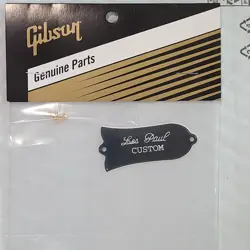 Gibson
Genuine Parts
Les Paul
CUSTOM